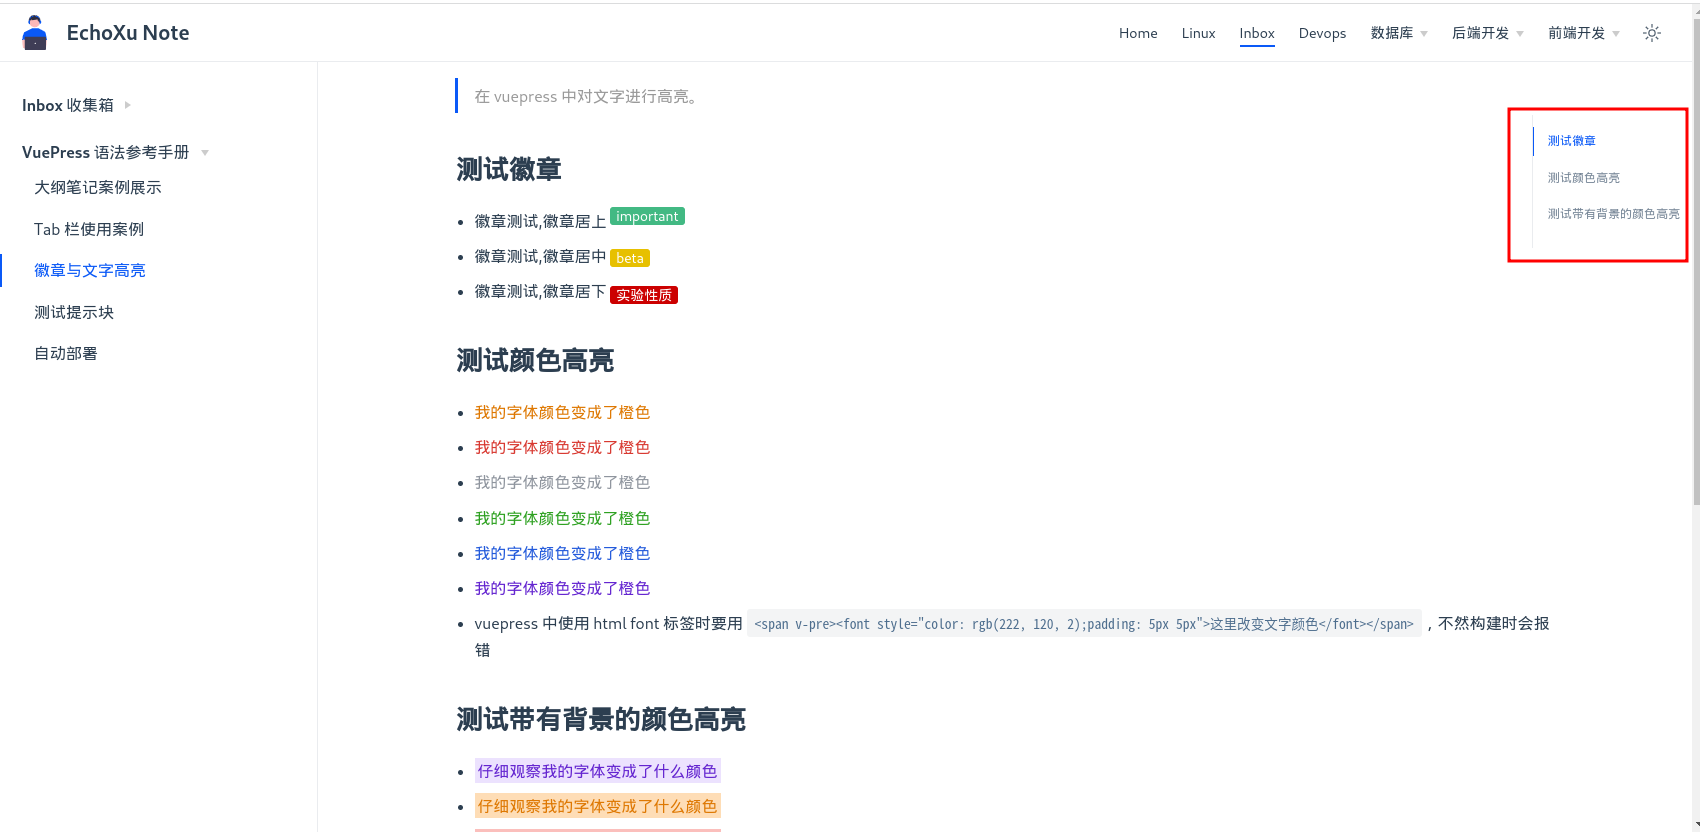 EchoXu Note
Home Linux Inbox Devops 数据库 后端开发 前端开发
Inbox 收集箱
VuePress 语法参考手册
大纲笔记案例展示
Tab 栏使用案例
徽章与文字高亮
测试提示块
自动部署
在 vuepress 中对文字进行高亮。
测试徽章
徽章测试,徽章居上 important
徽章测试,徽章居中 beta
徽章测试,徽章居下 实验性质
测试颜色高亮
我的字体颜色变成了橙色
我的字体颜色变成了橙色
我的字体颜色变成了橙色
我的字体颜色变成了橙色
我的字体颜色变成了橙色
我的字体颜色变成了橙色
vuepress 中使用 html font 标签时要用 <span v-pre><font style="color: rgb(222, 120, 2);padding: 5px 5px">这里改变文字颜色</font></span> ，不然构建时会报
错
测试带有背景的颜色高亮
仔细观察我的字体变成了什么颜色
仔细观察我的字体变成了什么颜色
测试徽章
测试颜色高亮
测试带有背景的颜色高亮